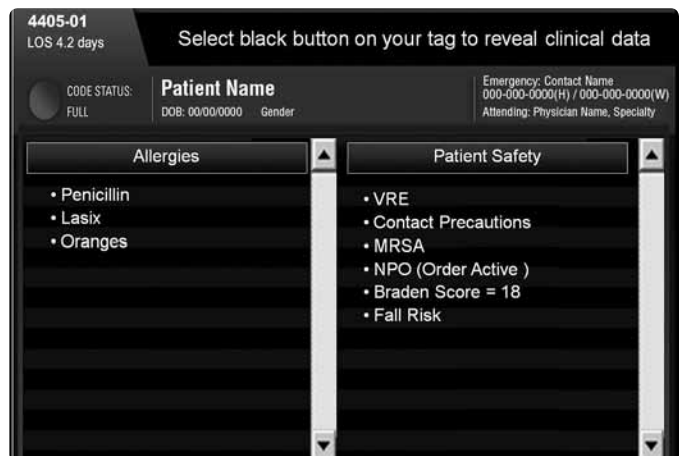 4405-01
LOS 4.2 days
Select black button on your tag to reveal clinical data
CODE STATUS:
FULL
Patient Name
DOB: 00/00/0000 Gender
Emergency: Contact Name
000-000-0000(H) / 000-000-0000(W)
Attending: Physician Name, Specialty
Allergies
• Penicillin
• Lasix
• Oranges
Patient Safety
• VRE
• Contact Precautions
• MRSA
• NPO (Order Active )
• Braden Score = 18
• Fall Risk